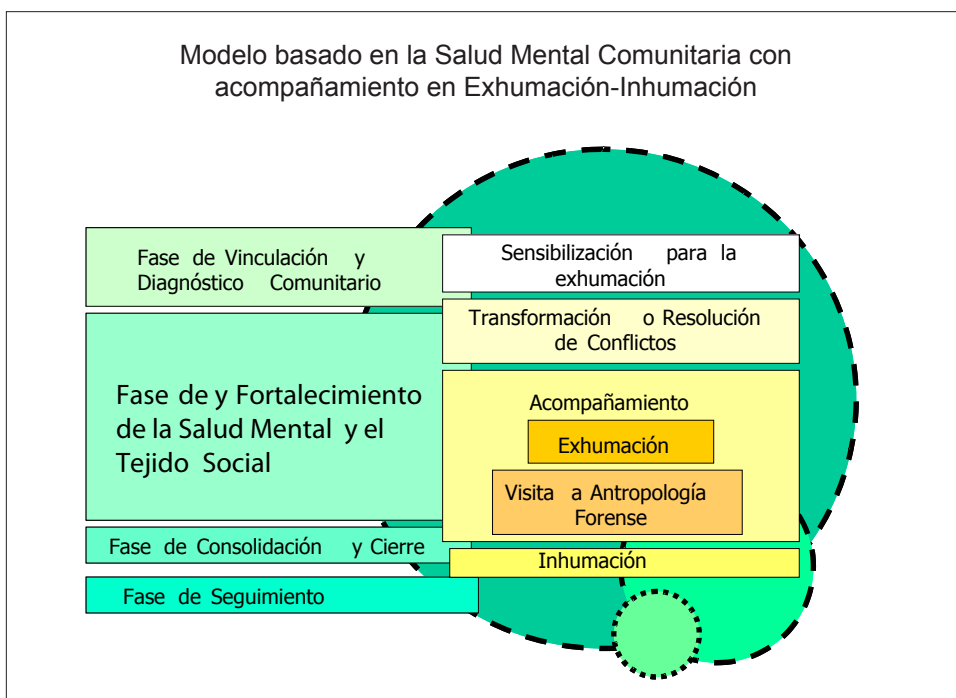 Modelo basado en la Salud Mental Comunitaria con
acompañamiento en Exhumación-Inhumación
Fase de Vinculación y
Diagnóstico Comunitario
Sensibilización para la
exhumación
Transformación o Resolución
de Conflictos
Fase de y Fortalecimiento
de la Salud Mental y el
Tejido Social
Acompañamiento
Exhumación
Visita a Antropología
Forense
Fase de Consolidación y Cierre
Inhumación
Fase de Seguimiento